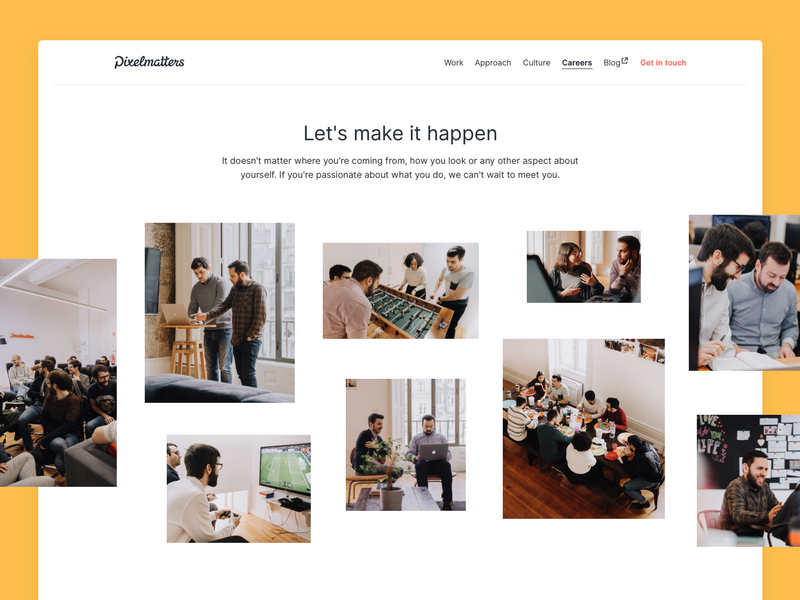 Pixelmatters
Work Approach Culture Careers Blog Get in touch
Let's make it happen
It doesn't matter where you're coming from, how you look or any other aspect about
yourself. If you're passionate about what you do, we can't wait to meet you.
LOVE
LIFE